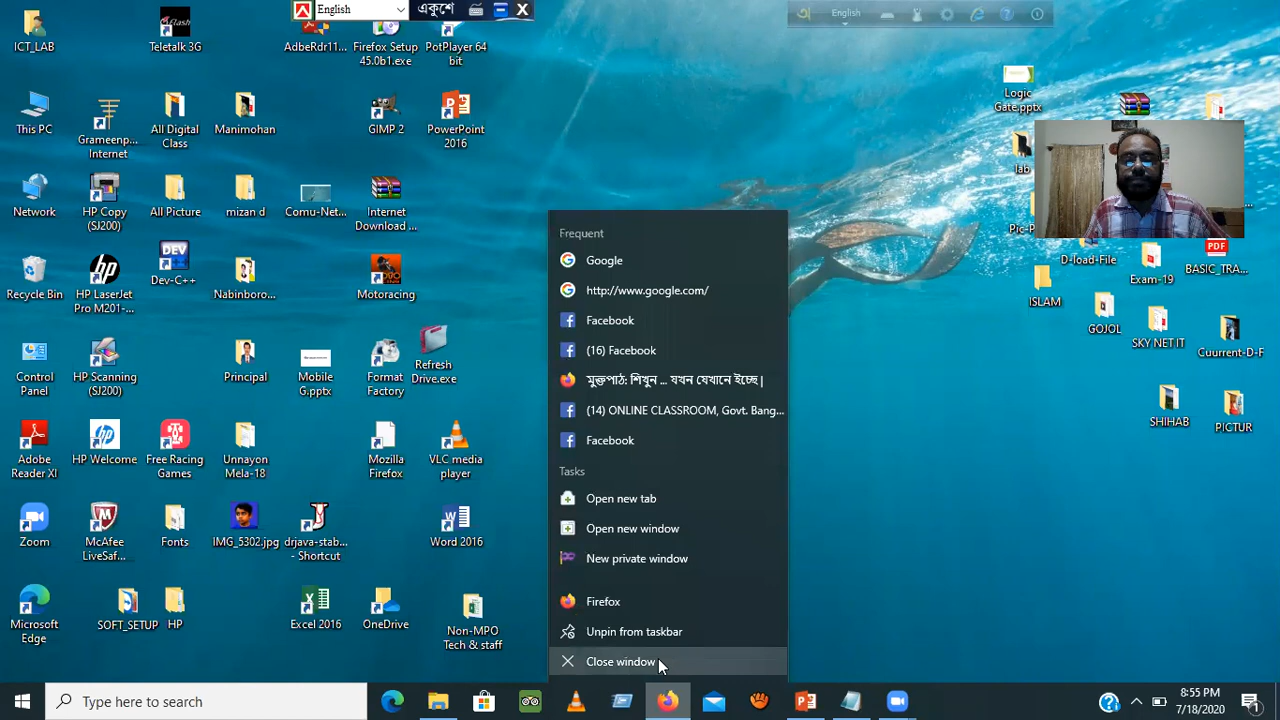 English
একুশে
English
ICT_LAB
Teletalk 3G
AdbeRdr11...
Firefox Setup
45.0b1.exe
PotPlayer 64
bit
Logic
Gate.pptx
This PC
Grameenp...
Internet
All Digital
Class
Manimohan
GIMP 2
PowerPoint
2016
lab
Network
HP Copy
(SJ200)
All Picture
mizan d
Comu-Net...
Internet
Download ...
Pic-P
Recycle Bin
HP LaserJet
Pro M201-...
Dev-C++
Nabinboro...
Motoracing
D-load-File
Exam-19
PDF
BASIC_TRA...
ISLAM
GOJOL
SKY NET IT
Cuurrent-D-F
Control
Panel
HP Scanning
(SJ200)
Principal
Mobile
G.pptx
Format
Factory
Refresh
Drive.exe
SHIHAB
PICTUR
Adobe
Reader XI
HP Welcome
Free Racing
Games
Unnayon
Mela-18
Mozilla
Firefox
VLC media
player
Zoom
McAfee
LiveSaf...
Fonts
IMG_5302.jpg
drjava-stab...
- Shortcut
Word 2016
Microsoft
Edge
SOFT_SETUP
HP
Excel 2016
OneDrive
Non-MPO
Tech & staff
Frequent
Google
http://www.google.com/
Facebook
(16) Facebook
মুক্তপাঠ: শিখুন ... যখন যেখানে ইচ্ছে|
(14) ONLINE CLASSROOM, Govt. Bang...
Facebook
Tasks
Open new tab
Open new window
New private window
Firefox
Unpin from taskbar
Close window
Type here to search
8:55 PM
7/18/2020